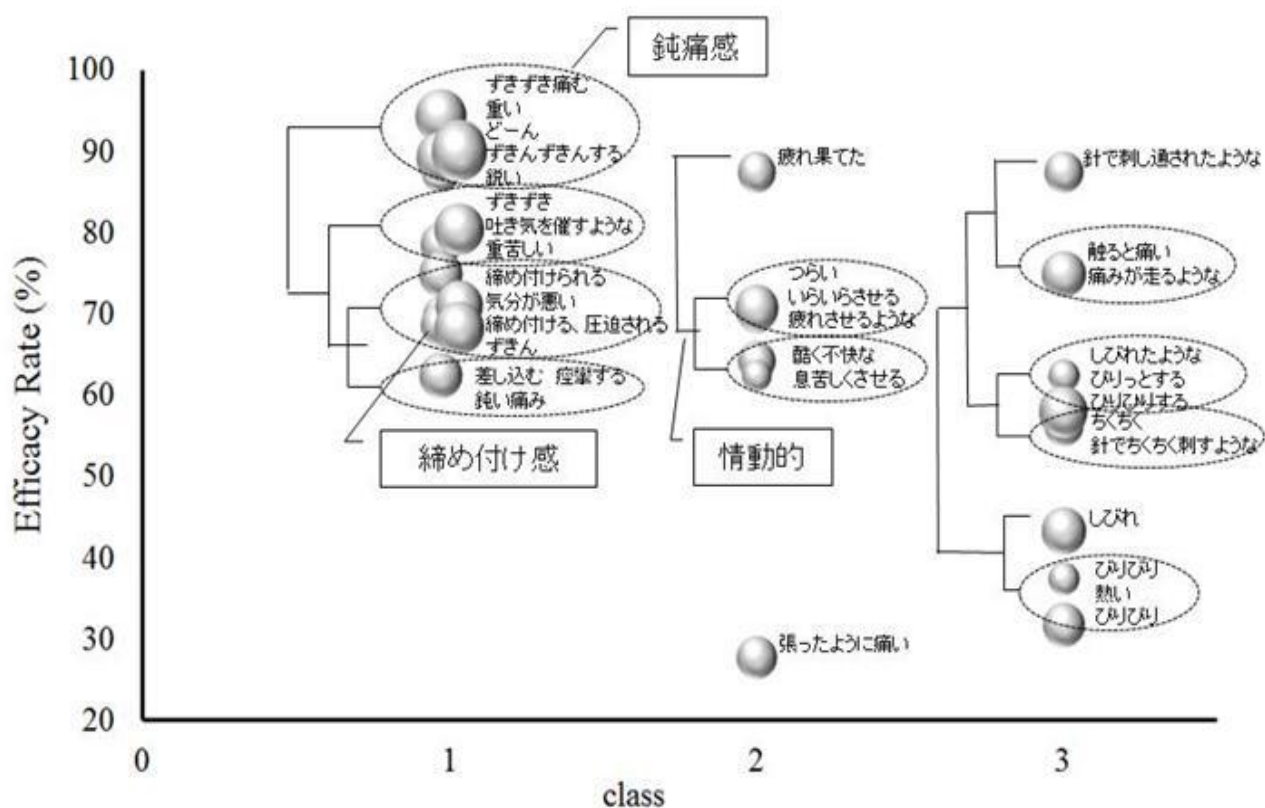 鈍痛感
100
90
80
70
60
50
40
30
20
Efficacy Rate (%)
ずきずき痛む
重い
どーん
ずきんずきんする
鋭い
ずきずき
吐き気を催すような
重苦しい
締め付けられる
気分が悪い
締め付ける、圧迫される
ずきん
差し込む 痙攣する
鈍い痛み
締め付け感
疲れ果てた
つらい
いらいらさせる
疲れさせるような
酷く不快な
息苦しくさせる
情動的
張ったように痛い
針で刺し通されたような
触ると痛い
痛みが走るような
しびれたような
ぴりっとする
ひりひりする
ちくちく
針でちくちく刺すような
しびれ
ぴりぴり
熱い
びりびり
0
1
2
3
class